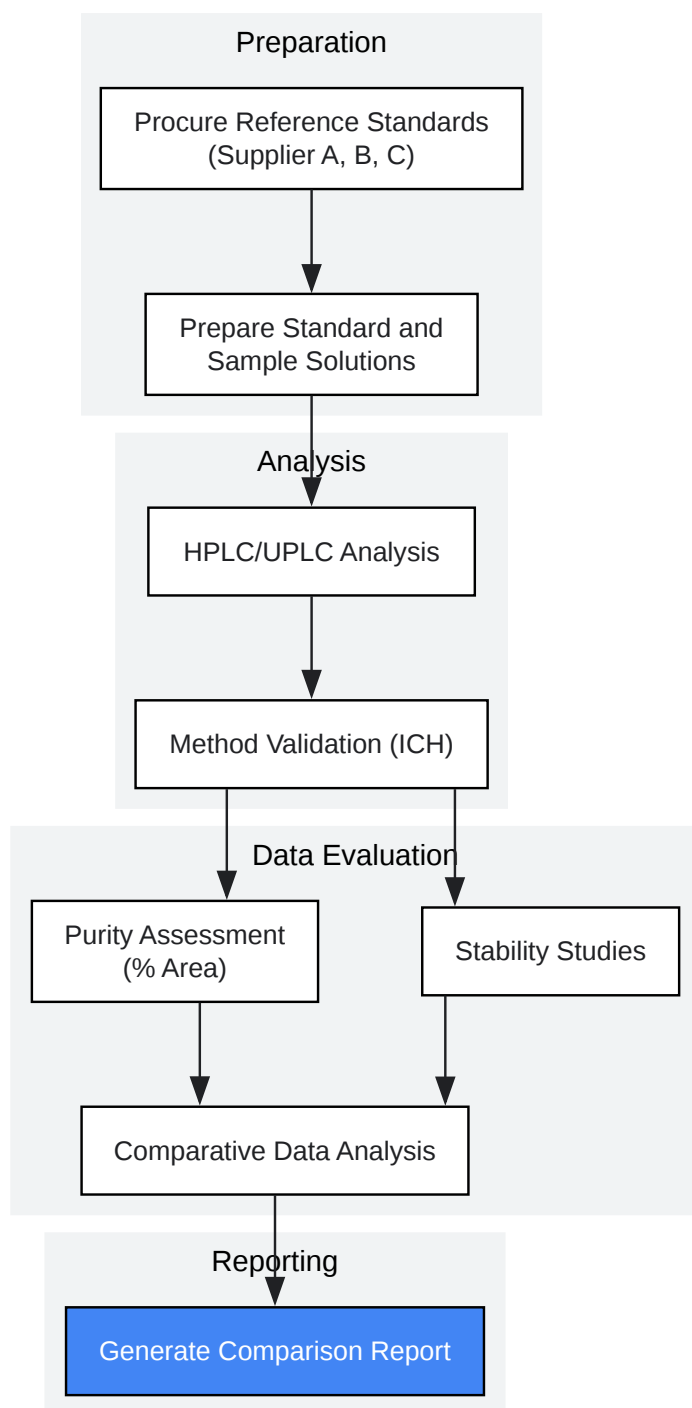 Preparation
Procure Reference Standards
(Supplier A, B, C)
Prepare Standard and
Sample Solutions
Analysis
HPLC/UPLC Analysis
Method Validation (ICH)
Data Evaluation
Purity Assessment
(% Area)
Stability Studies
Comparative Data Analysis
Reporting
Generate Comparison Report